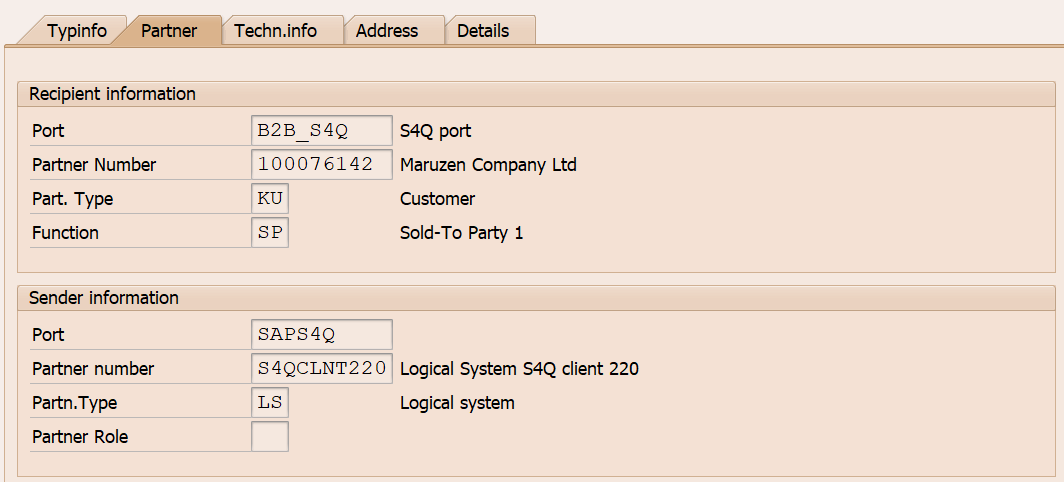 Typinfo Partner Techn.info Address Details
Recipient information
Port B2B_S4Q S4Q port
Partner Number 100076142 Maruzen Company Ltd
Part. Type KU Customer
Function SP Sold-To Party 1
Sender information
Port SAPS4Q
Partner number S4QCLNT220 Logical System S4Q client 220
Partn.Type LS Logical system
Partner Role